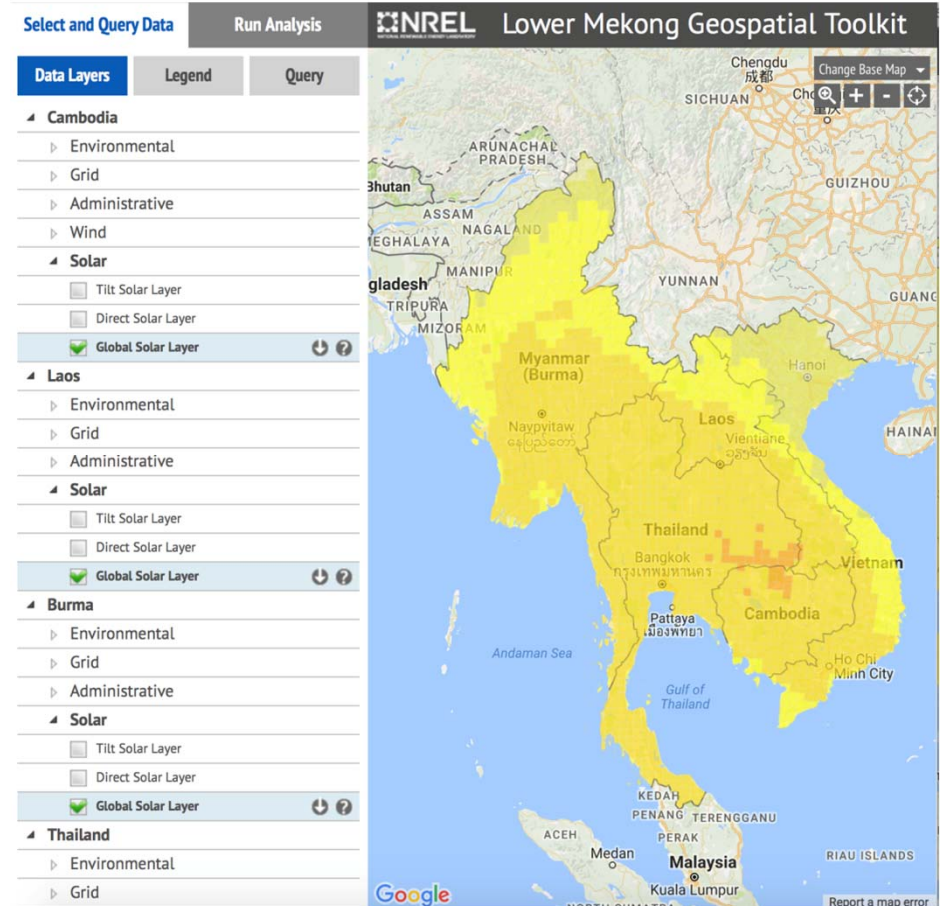 Select and Query Data
Run Analysis
NREL
NATIONAL RENEWABLE ENERGY LABORATORY
Lower Mekong Geospatial Toolkit
Data Layers
Legend
Query
Cambodia
Environmental
Grid
Administrative
Wind
Solar
Tilt Solar Layer
Direct Solar Layer
Global Solar Layer
Laos
Environmental
Grid
Administrative
Solar
Tilt Solar Layer
Direct Solar Layer
Global Solar Layer
Burma
Environmental
Grid
Administrative
Solar
Tilt Solar Layer
Direct Solar Layer
Global Solar Layer
Thailand
Environmental
Grid
Chengdu
成都
Change Base Map
SICHUAN
ARUNACHAL
PRADESH
Bhutan
GUIZHOU
ASSAM
NAGALAND
MEGHALAYA
MANIPUR
gladesh
YUNNAN
GUANG
TRIPURA
MIZORAM
Myanmar
(Burma)
Hanoi
Laos
HAINAN
Naypyitaw
နေပြည်တော်
Vientiane
Thailand
Bangkok
กรุงเทพมหานคร
Vietnam
Cambodia
Pattaya
เมืองพัทยา
Andaman Sea
Ho Chi
Minh City
Gulf of
Thailand
KEDAH
PENANG
TERENGGANU
ACEH
PERAK
Medan
Malaysia
RIAU ISLANDS
Kuala Lumpur
Google
Report a map error